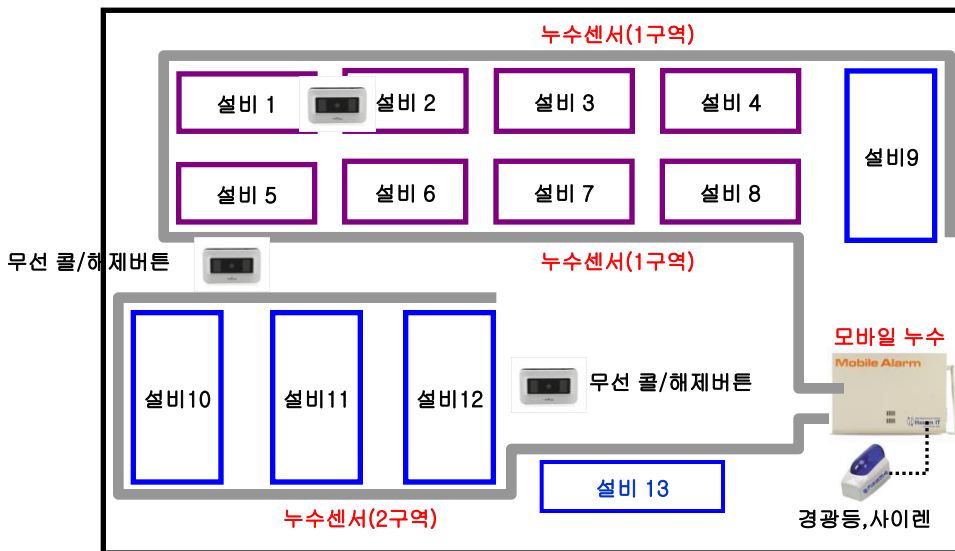 누수센서(1구역)
설비 1
설비 2
설비 3
설비 4
설비9
설비 5
설비 6
설비 7
설비 8
무선 콜/해제버튼
누수센서(1구역)
모바일 누수
Mobile Alarm
설비10
설비11
설비12
무선 콜/해제버튼
설비 13
누수센서(2구역)
경광등,사이렌